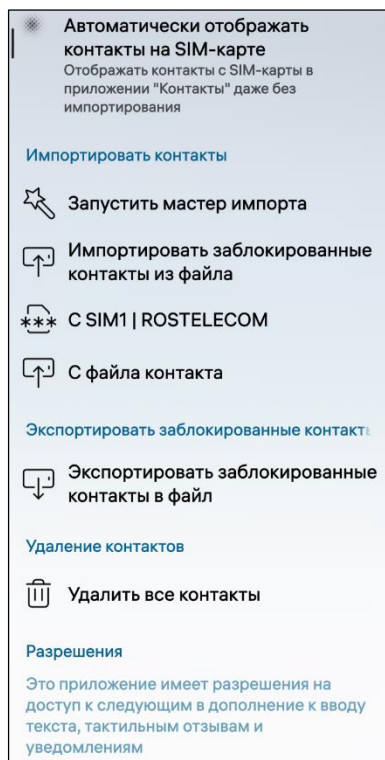 Автоматически отображать
контакты на SIM-карте
Отображать контакты с SIM-карты в
приложении "Контакты" даже без
импортирования
Импортировать контакты
Запустить мастер импорта
Импортировать заблокированные
контакты из файла
С SIM1 | ROSTELECOM
С файла контакта
Экспортировать заблокированные контакт
Экспортировать заблокированные
контакты в файл
Удаление контактов
Удалить все контакты
Разрешения
Это приложение имеет разрешения на
доступ к следующим в дополнение к вводу
текста, тактильным отзывам и
уведомлениям